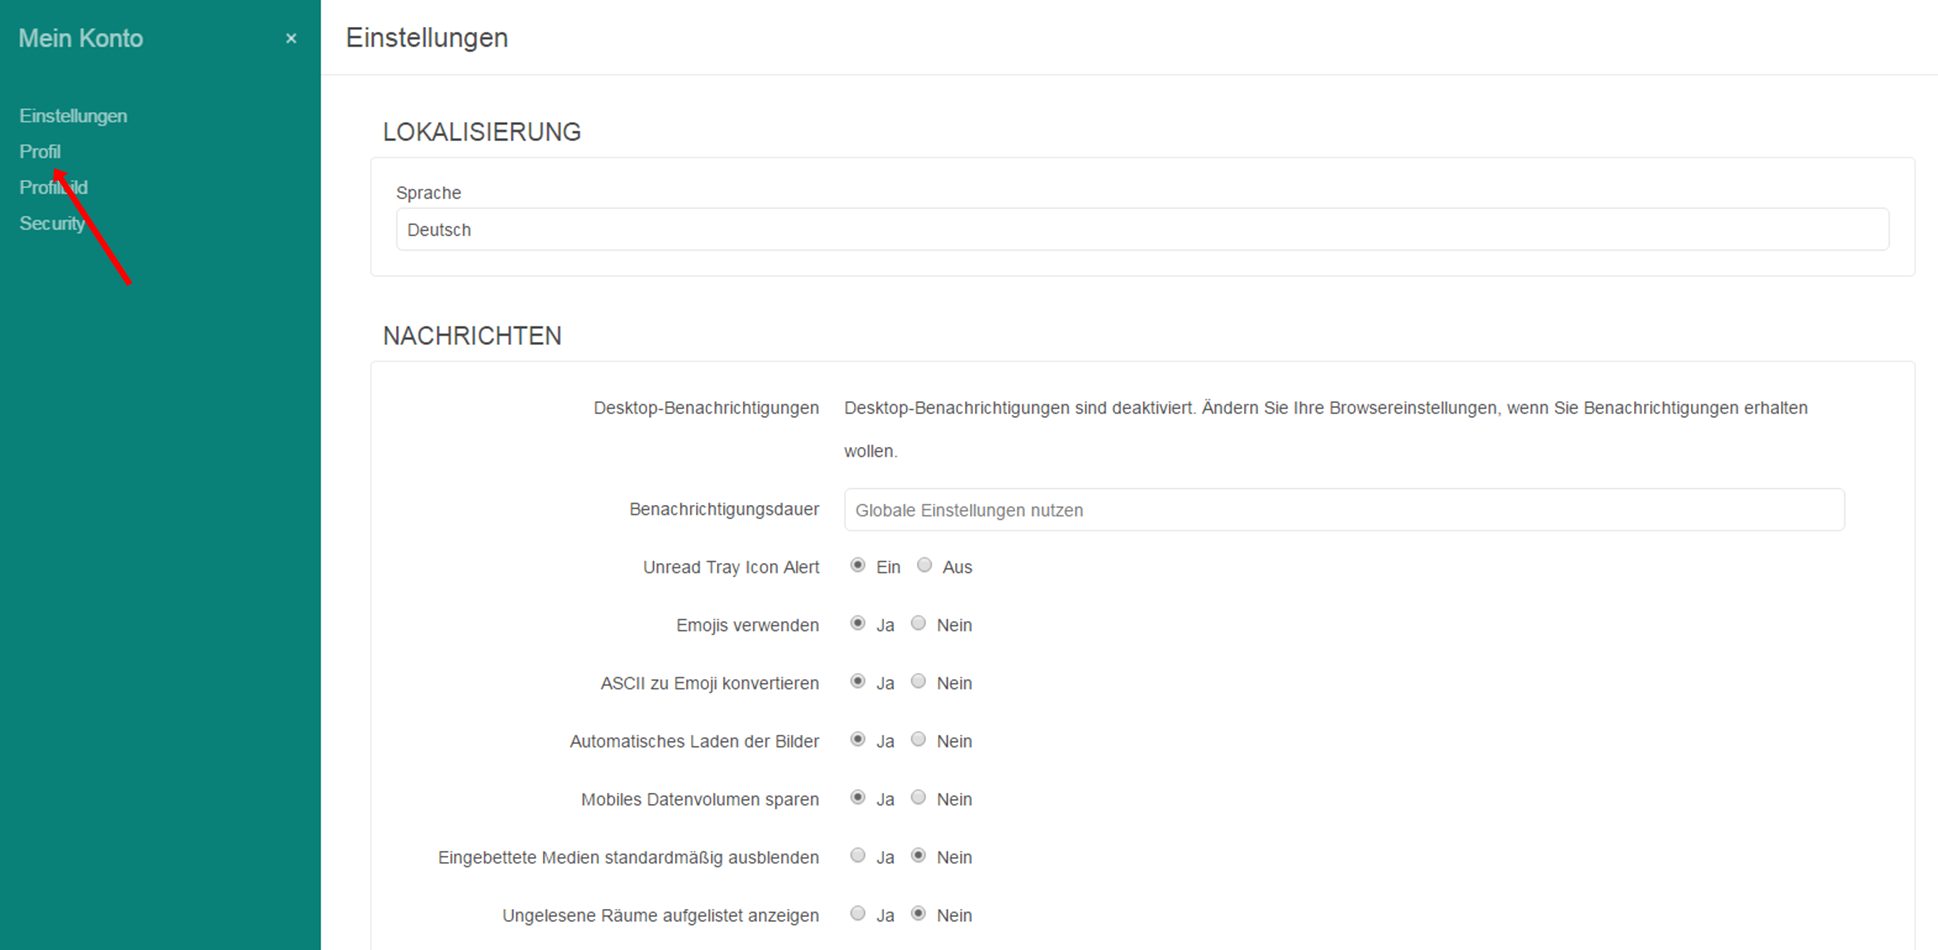 Mein Konto
×
Einstellungen
Profil
Profilbild
Security
Einstellungen
LOKALISIERUNG
Sprache
Deutsch
NACHRICHTEN
Desktop-Benachrichtigungen Desktop-Benachrichtigungen sind deaktiviert. Ändern Sie Ihre Browsereinstellungen, wenn Sie Benachrichtigungen erhalten
wollen.
Benachrichtigungsdauer Globale Einstellungen nutzen
Unread Tray Icon Alert Ein Aus
Emojis verwenden Ja Nein
ASCII zu Emoji konvertieren Ja Nein
Automatisches Laden der Bilder Ja Nein
Mobiles Datenvolumen sparen Ja Nein
Eingebettete Medien standardmäßig ausblenden Ja Nein
Ungelesene Räume aufgelistet anzeigen Ja Nein